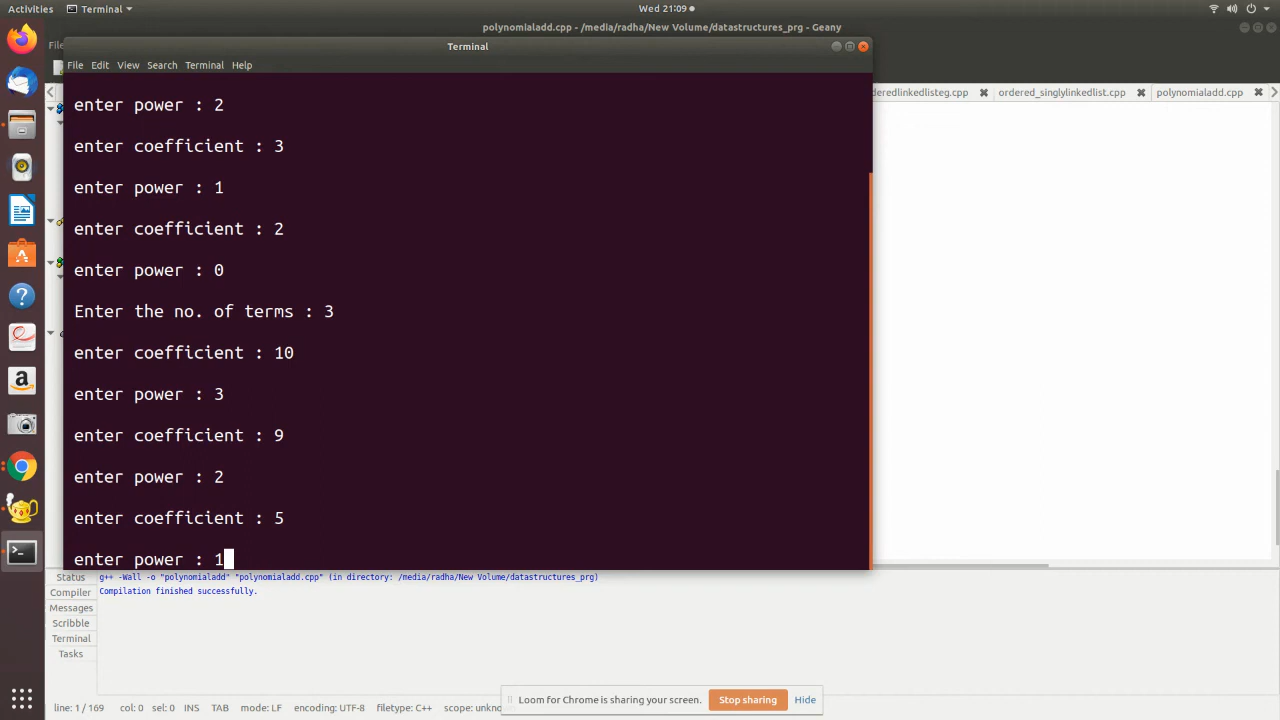 Activities
Terminal
Wed 21:09
polynomialadd.cpp - /media/radha/New Volume/datastructures_prg - Geany
Terminal
File Edit View Search Terminal Help
deredlinkedlisteg.cpp ordered_singlylinkedlist.cpp polynomialadd.cpp
enter power : 2
enter coefficient : 3
enter power : 1
enter coefficient : 2
enter power : 0
Enter the no. of terms : 3
enter coefficient : 10
enter power : 3
enter coefficient : 9
enter power : 2
enter coefficient : 5
enter power : 1
Status
g++ -Wall -o "polynomialadd" "polynomialadd.cpp" (in directory: /media/radha/New Volume/datastructures_prg)
Compiler
Compilation finished successfully.
Messages
Scribble
Terminal
Tasks
Loom for Chrome is sharing your screen. Stop sharing Hide
line: 1 / 169 col: 0 sel: 0 INS TAB mode: LF encoding: UTF-8 filetype: C++ scope: unkno